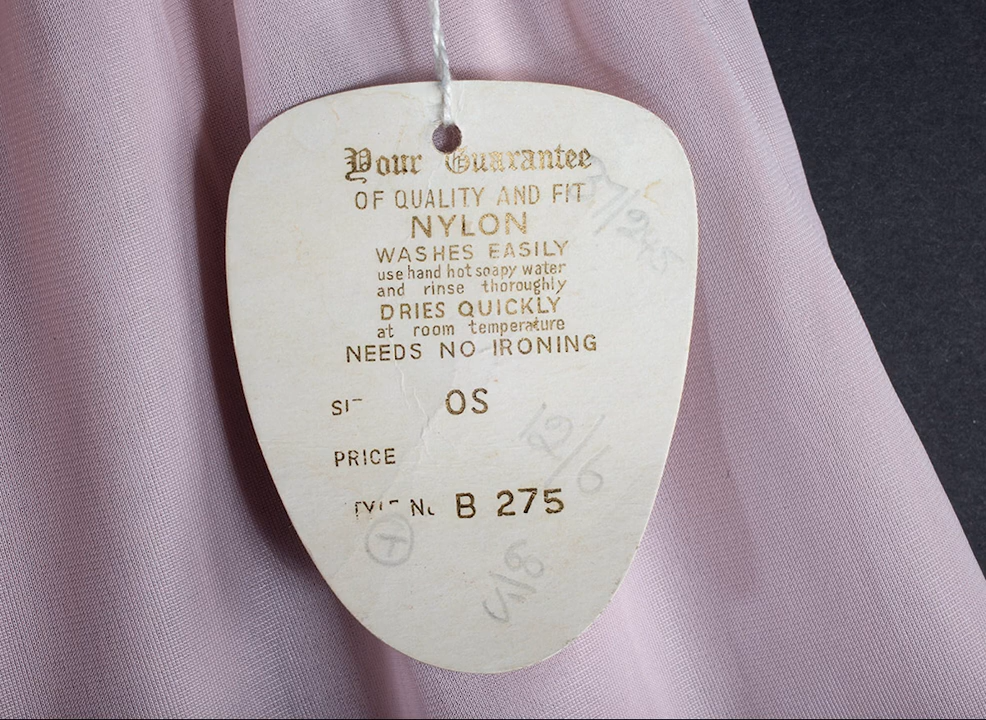 Your Guarantee
OF QUALITY AND FIT
NYLON
WASHES EASILY
use hand hot soapy water
and rinse thoroughly
DRIES QUICKLY
at room temperature
NEEDS NO IRONING
OS
PRICE
B 275
12/6